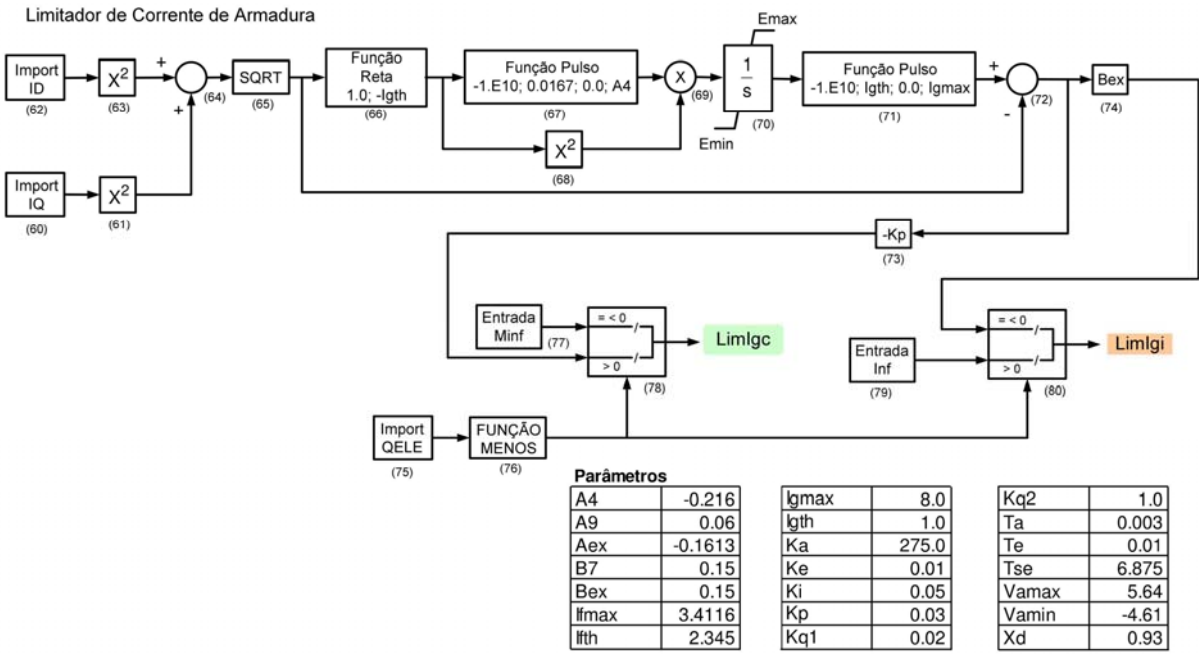 Limitador de Corrente de Armadura
Import
ID
(62)
X²
(63)
+
+
(64)
SQRT
(65)
Função
Reta
1.0; -Igth
(66)
Função Pulso
-1.E10; 0.0167; 0.0; A4
(67)
X²
(68)
X
(69)
Emax
1
s
Emin
(70)
Função Pulso
-1.E10; Igth; 0.0; Igmax
(71)
+
-
(72)
Bex
(74)
Import
IQ
(60)
X²
(61)
-Kp
(73)
Entrada
Minf
(77)
= < 0
> 0
(78)
LimIgc
Entrada
Inf
(79)
= < 0
> 0
(80)
LimIgi
Import
QELE
(75)
FUNÇÃO
MENOS
(76)
Parâmetros
A4 -0.216 Igmax 8.0 Kq2 1.0
A9 0.06 Igth 1.0 Ta 0.003
Aex -0.1613 Ka 275.0 Te 0.01
B7 0.15 Ke 0.01 Tse 6.875
Bex 0.15 Ki 0.05 Vamax 5.64
Ifmax 3.4116 Kp 0.03 Vamin -4.61
Ifth 2.345 Kq1 0.02 Xd 0.93